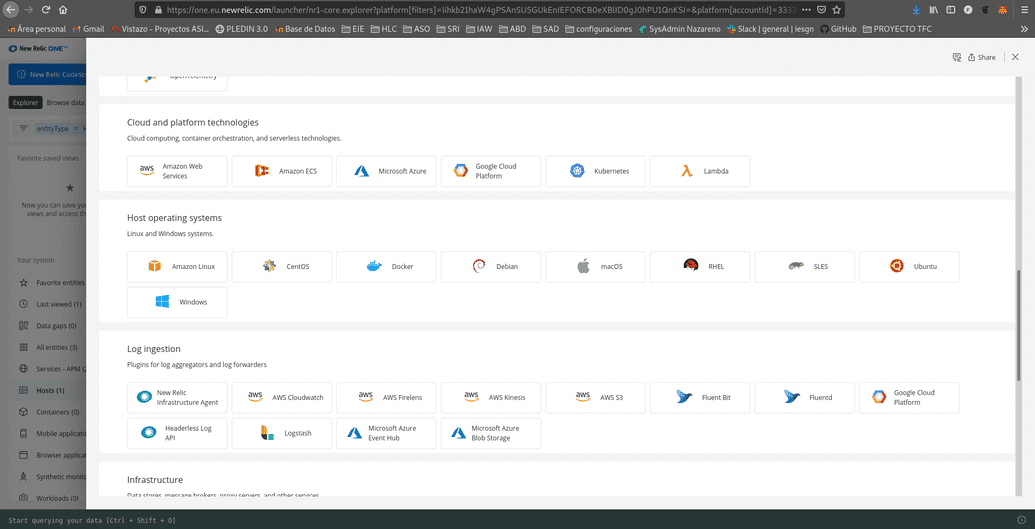 https://one.eu.newrelic.com/launcher/nr1-core.explorer?platform[filters]=
Área personal Gmail Vistazo - Proyectos ASI... PLEDIN 3.0 Base de Datos EIE HLC ASO SRI IAW ABD SAD configuraciones SysAdmin Nazareno Slack | general | iesgn GitHub PROYECTO TFC
New Relic ONE™
Share
New Relic CodeSt
OpenTelemetry
Explorer Browse data
entityType
Favorite saved views
Now you can save you
views and access th
Your system
Favorite entities
Last viewed (1)
Data gaps (0)
All entities (3)
Services - APM (2
Hosts (1)
Containers (0)
Mobile applicatio
Browser applicat
Synthetic monito
Workloads (0)
Cloud and platform technologies
Cloud computing, container orchestration, and serverless technologies.
aws Amazon Web
Services
Amazon ECS
Microsoft Azure
Google Cloud
Platform
Kubernetes
Lambda
Host operating systems
Linux and Windows systems.
Amazon Linux
CentOS
Docker
Debian
macOS
RHEL
SLES
Ubuntu
Windows
Log ingestion
Plugins for log aggregators and log forwarders
New Relic
Infrastructure Agent
aws AWS Cloudwatch
aws AWS Firelens
aws AWS Kinesis
aws AWS S3
Fluent Bit
Fluentd
Google Cloud
Platform
Headerless Log
API
Logstash
Microsoft Azure
Event Hub
Microsoft Azure
Blob Storage
Infrastructure
Data stores, message brokers, proxy servers, and other services
Start querying your data [Ctrl + Shift + Q]